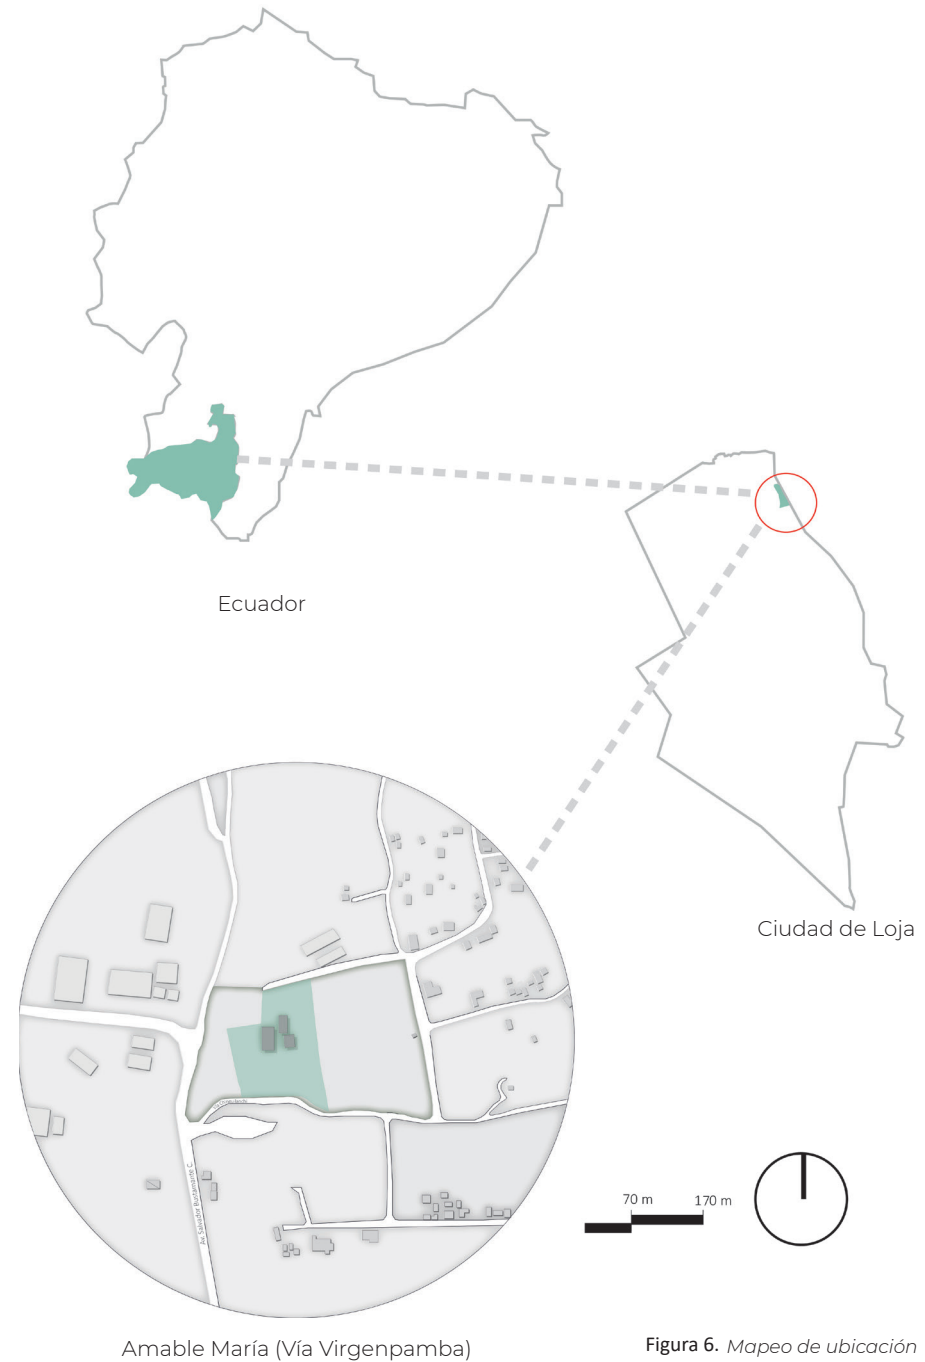 Ecuador
Ciudad de Loja
Av. Salvador Bustamante C.
70 m
170 m
Amable María (Vía Virgenpamba)
Figura 6. Mapeo de ubicación